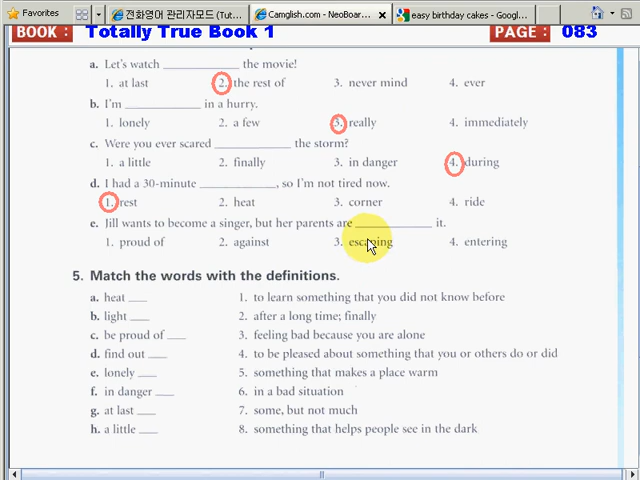 Favorites
전화영어 관리자모드 (Tut...
Camglish.com - NeoBoar...
easy birthday cakes - Googl...
BOOK : Totally True Book 1 PAGE : 083
a. Let's watch ____________ the movie!
1. at last 2. the rest of 3. never mind 4. ever
b. I'm ____________ in a hurry.
1. lonely 2. a few 3. really 4. immediately
c. Were you ever scared ____________ the storm?
1. a little 2. finally 3. in danger 4. during
d. I had a 30-minute ____________, so I'm not tired now.
1. rest 2. heat 3. corner 4. ride
e. Jill wants to become a singer, but her parents are ____________ it.
1. proud of 2. against 3. escaping 4. entering
5. Match the words with the definitions.
a. heat ___ 1. to learn something that you did not know before
b. light ___ 2. after a long time; finally
c. be proud of ___ 3. feeling bad because you are alone
d. find out ___ 4. to be pleased about something that you or others do or did
e. lonely ___ 5. something that makes a place warm
f. in danger ___ 6. in a bad situation
g. at last ___ 7. some, but not much
h. a little ___ 8. something that helps people see in the dark